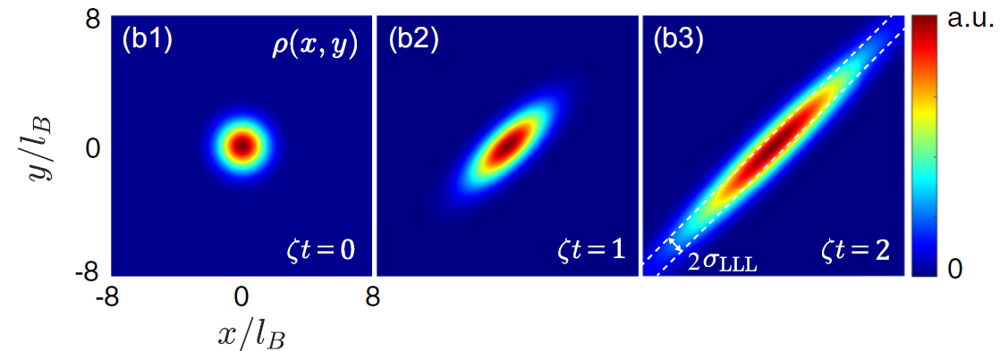 8
0
-8
y/l_B
(b1)
ρ(x, y)
ζt = 0
(b2)
ζt = 1
(b3)
2σ_LLL
ζt = 2
a.u.
0
-8 0 8
x/l_B